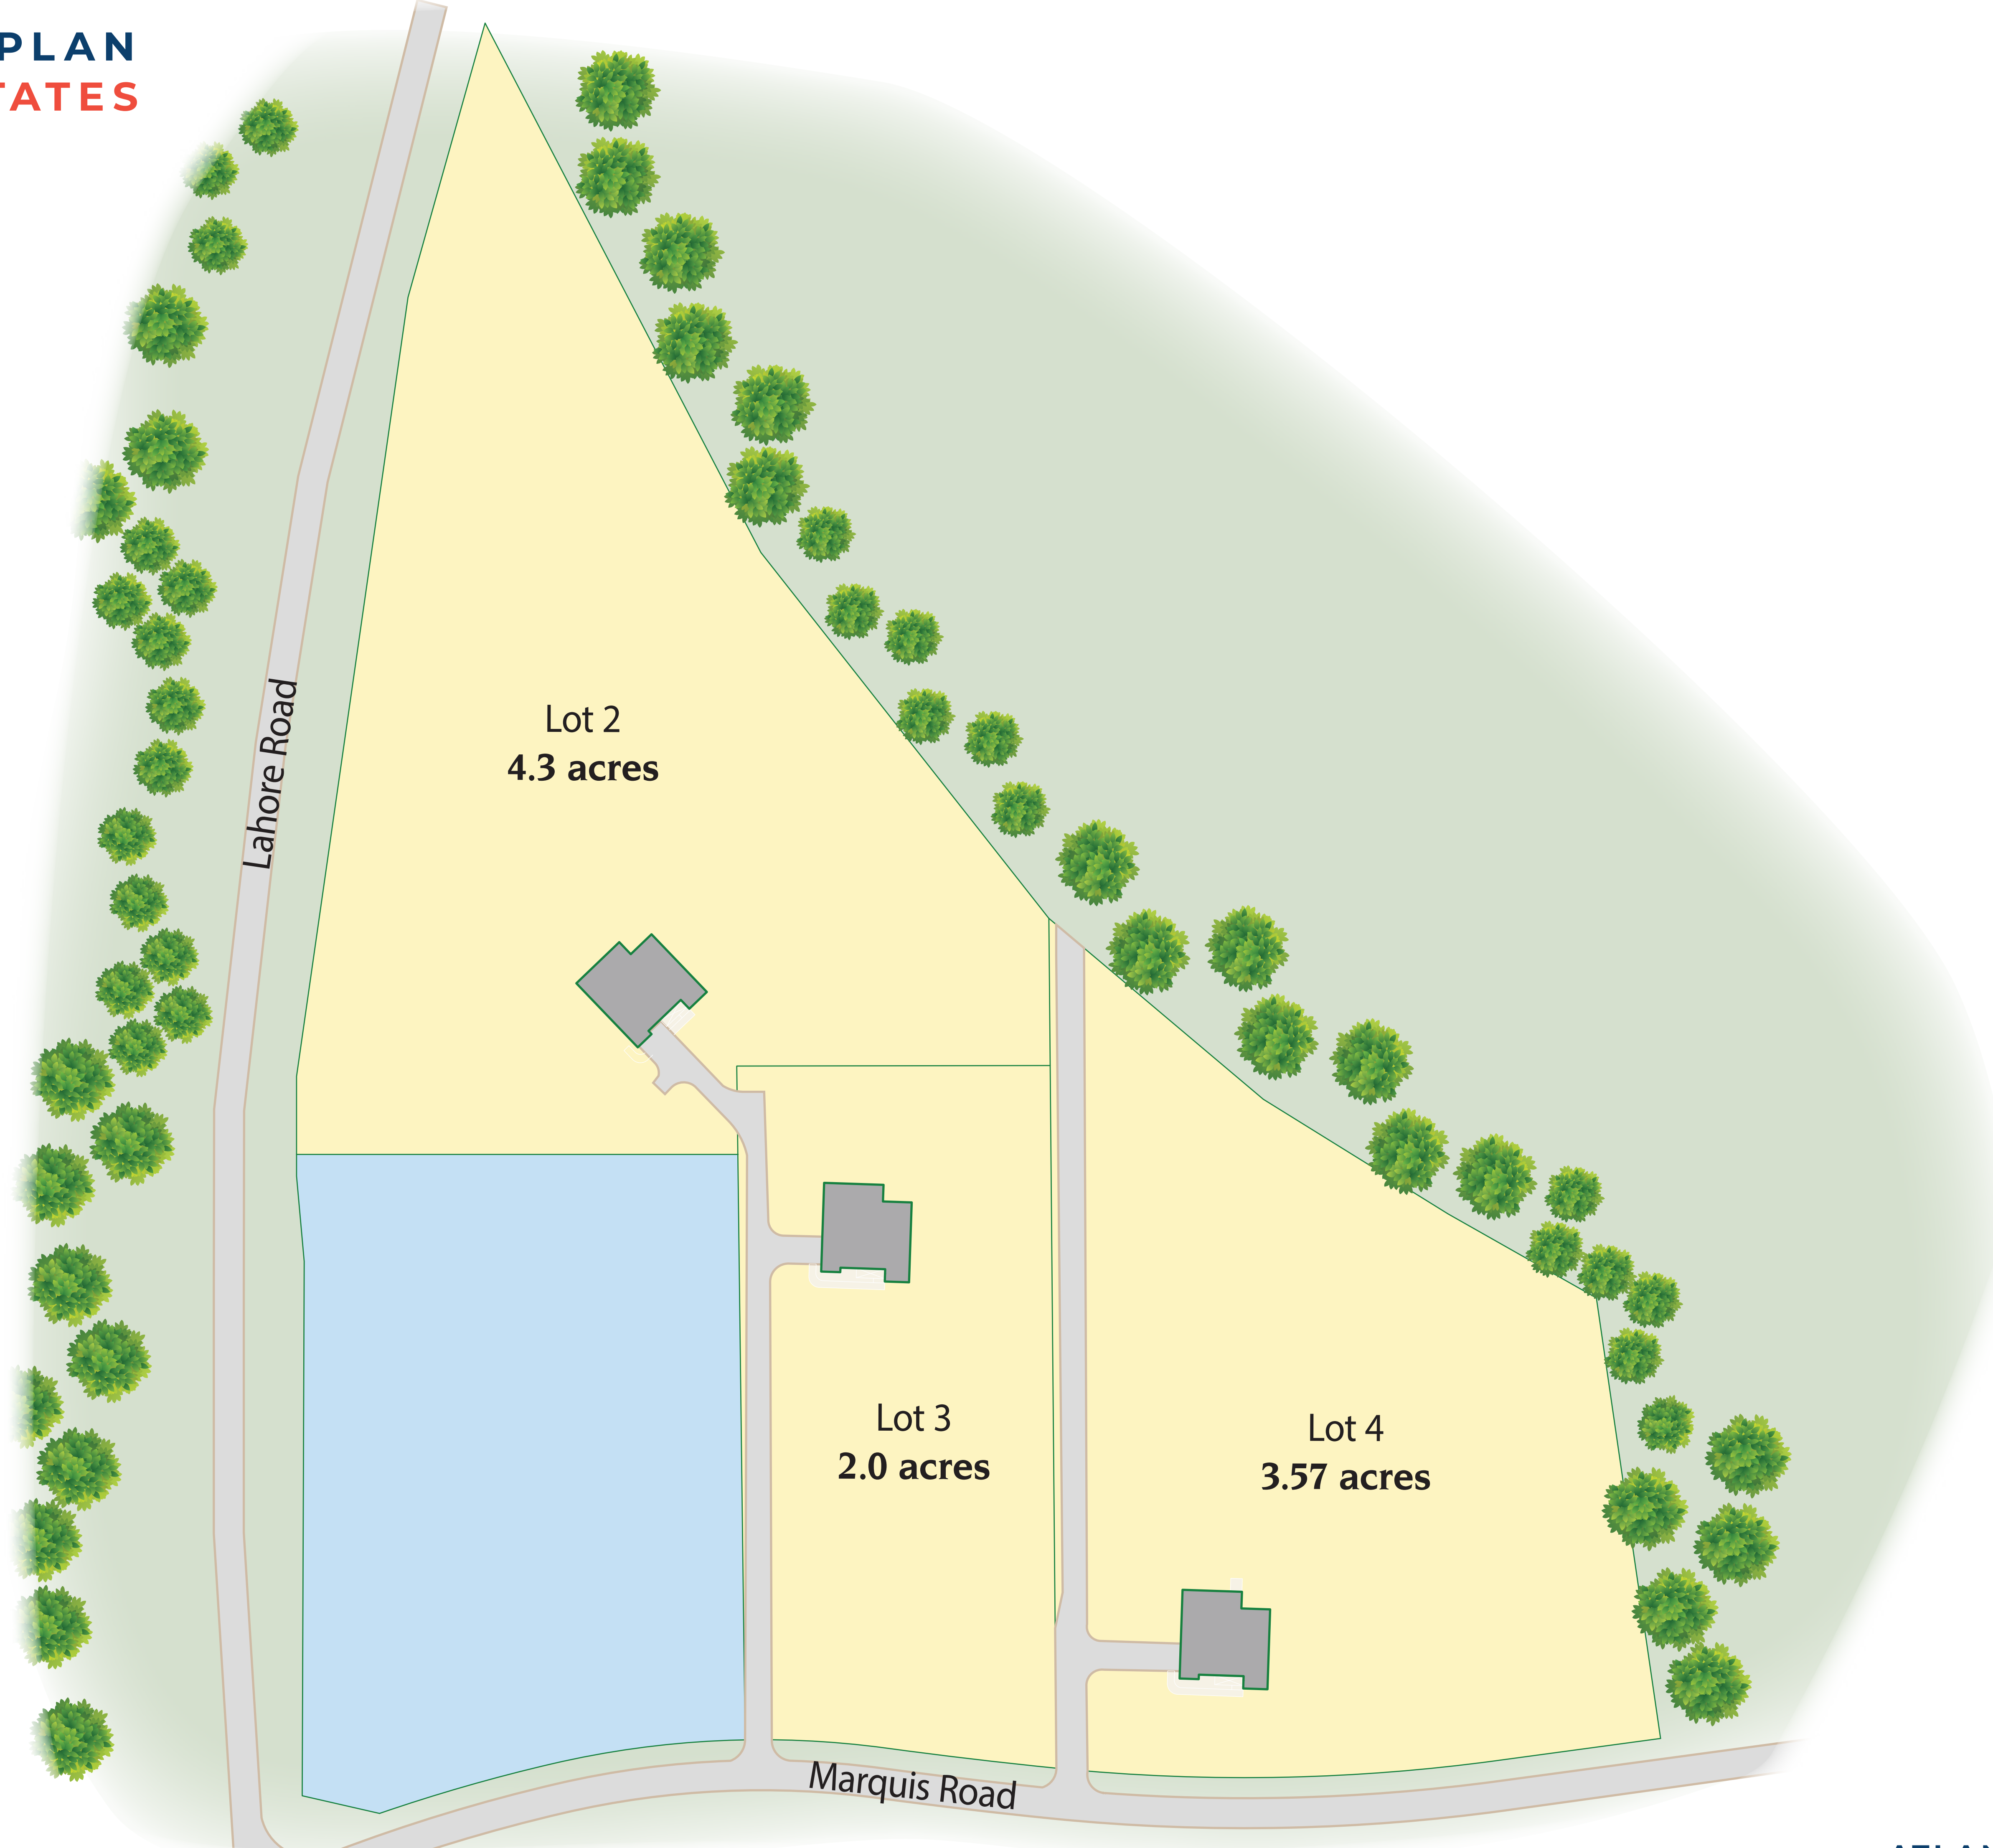 PLAN
TATES
Lahore Road
Lot 2
4.3 acres
Lot 3
2.0 acres
Lot 4
3.57 acres
Marquis Road